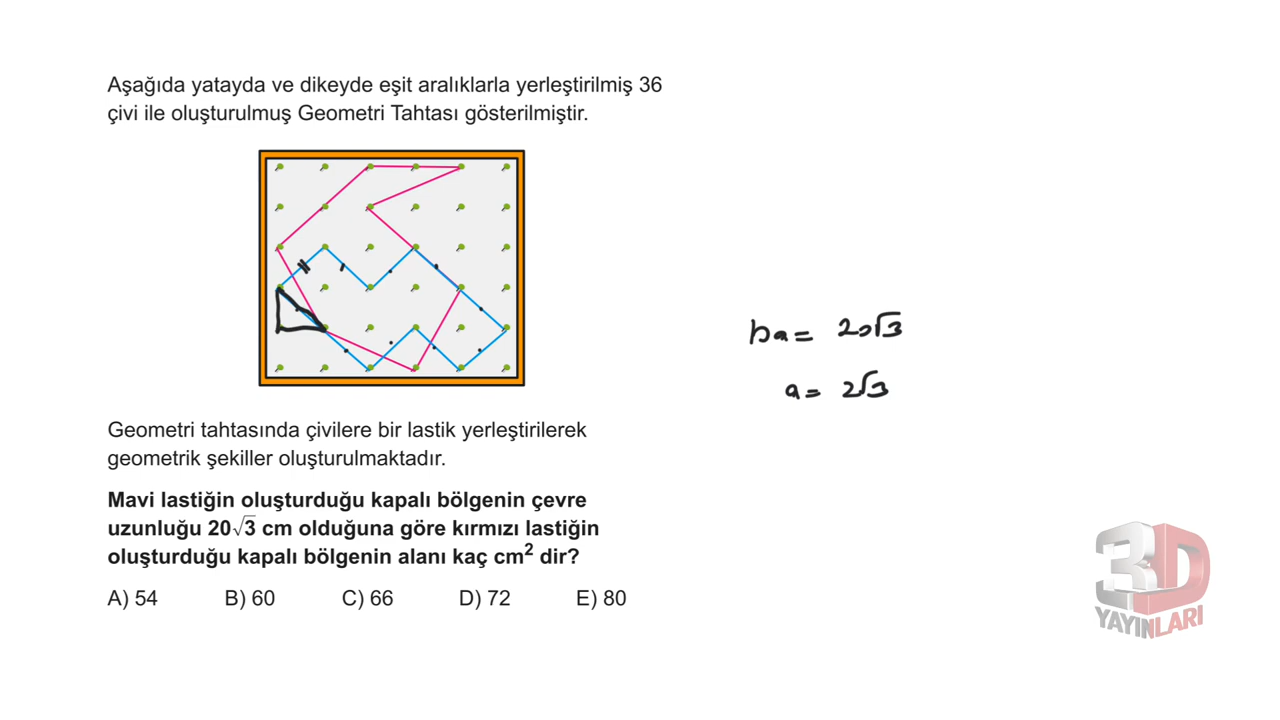 Aşağıda yatayda ve dikeyde eşit aralıklarla yerleştirilmiş 36
çivi ile oluşturulmuş Geometri Tahtası gösterilmiştir.
ba = 20√3
a = 2√3
Geometri tahtasında çivilere bir lastik yerleştirilerek
geometrik şekiller oluşturulmaktadır.
Mavi lastiğin oluşturduğu kapalı bölgenin çevre
uzunluğu 20√3 cm olduğuna göre kırmızı lastiğin
oluşturduğu kapalı bölgenin alanı kaç cm² dir?
A) 54 B) 60 C) 66 D) 72 E) 80
3D
YAYINLARI